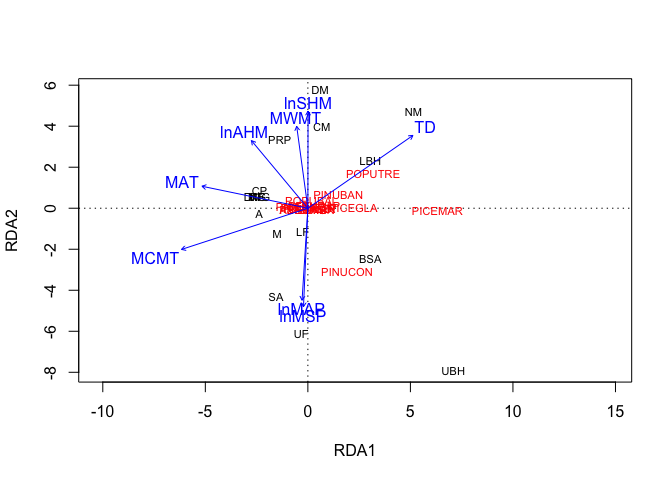 6
DM
lnSHM
NM
MWMT
TD
4
CM
lnAHM
PRP
LBH
2
POPUTRE
MAT
CP
PINUBAN
0
PICEGLA
PICEMAR
A
LF
M
-2
MCMT
BSA
PINUCON
-4
SA
lnMAP
lnMSP
-6
UF
-8
UBH
-10
-5
0
5
10
15
RDA1
RDA2